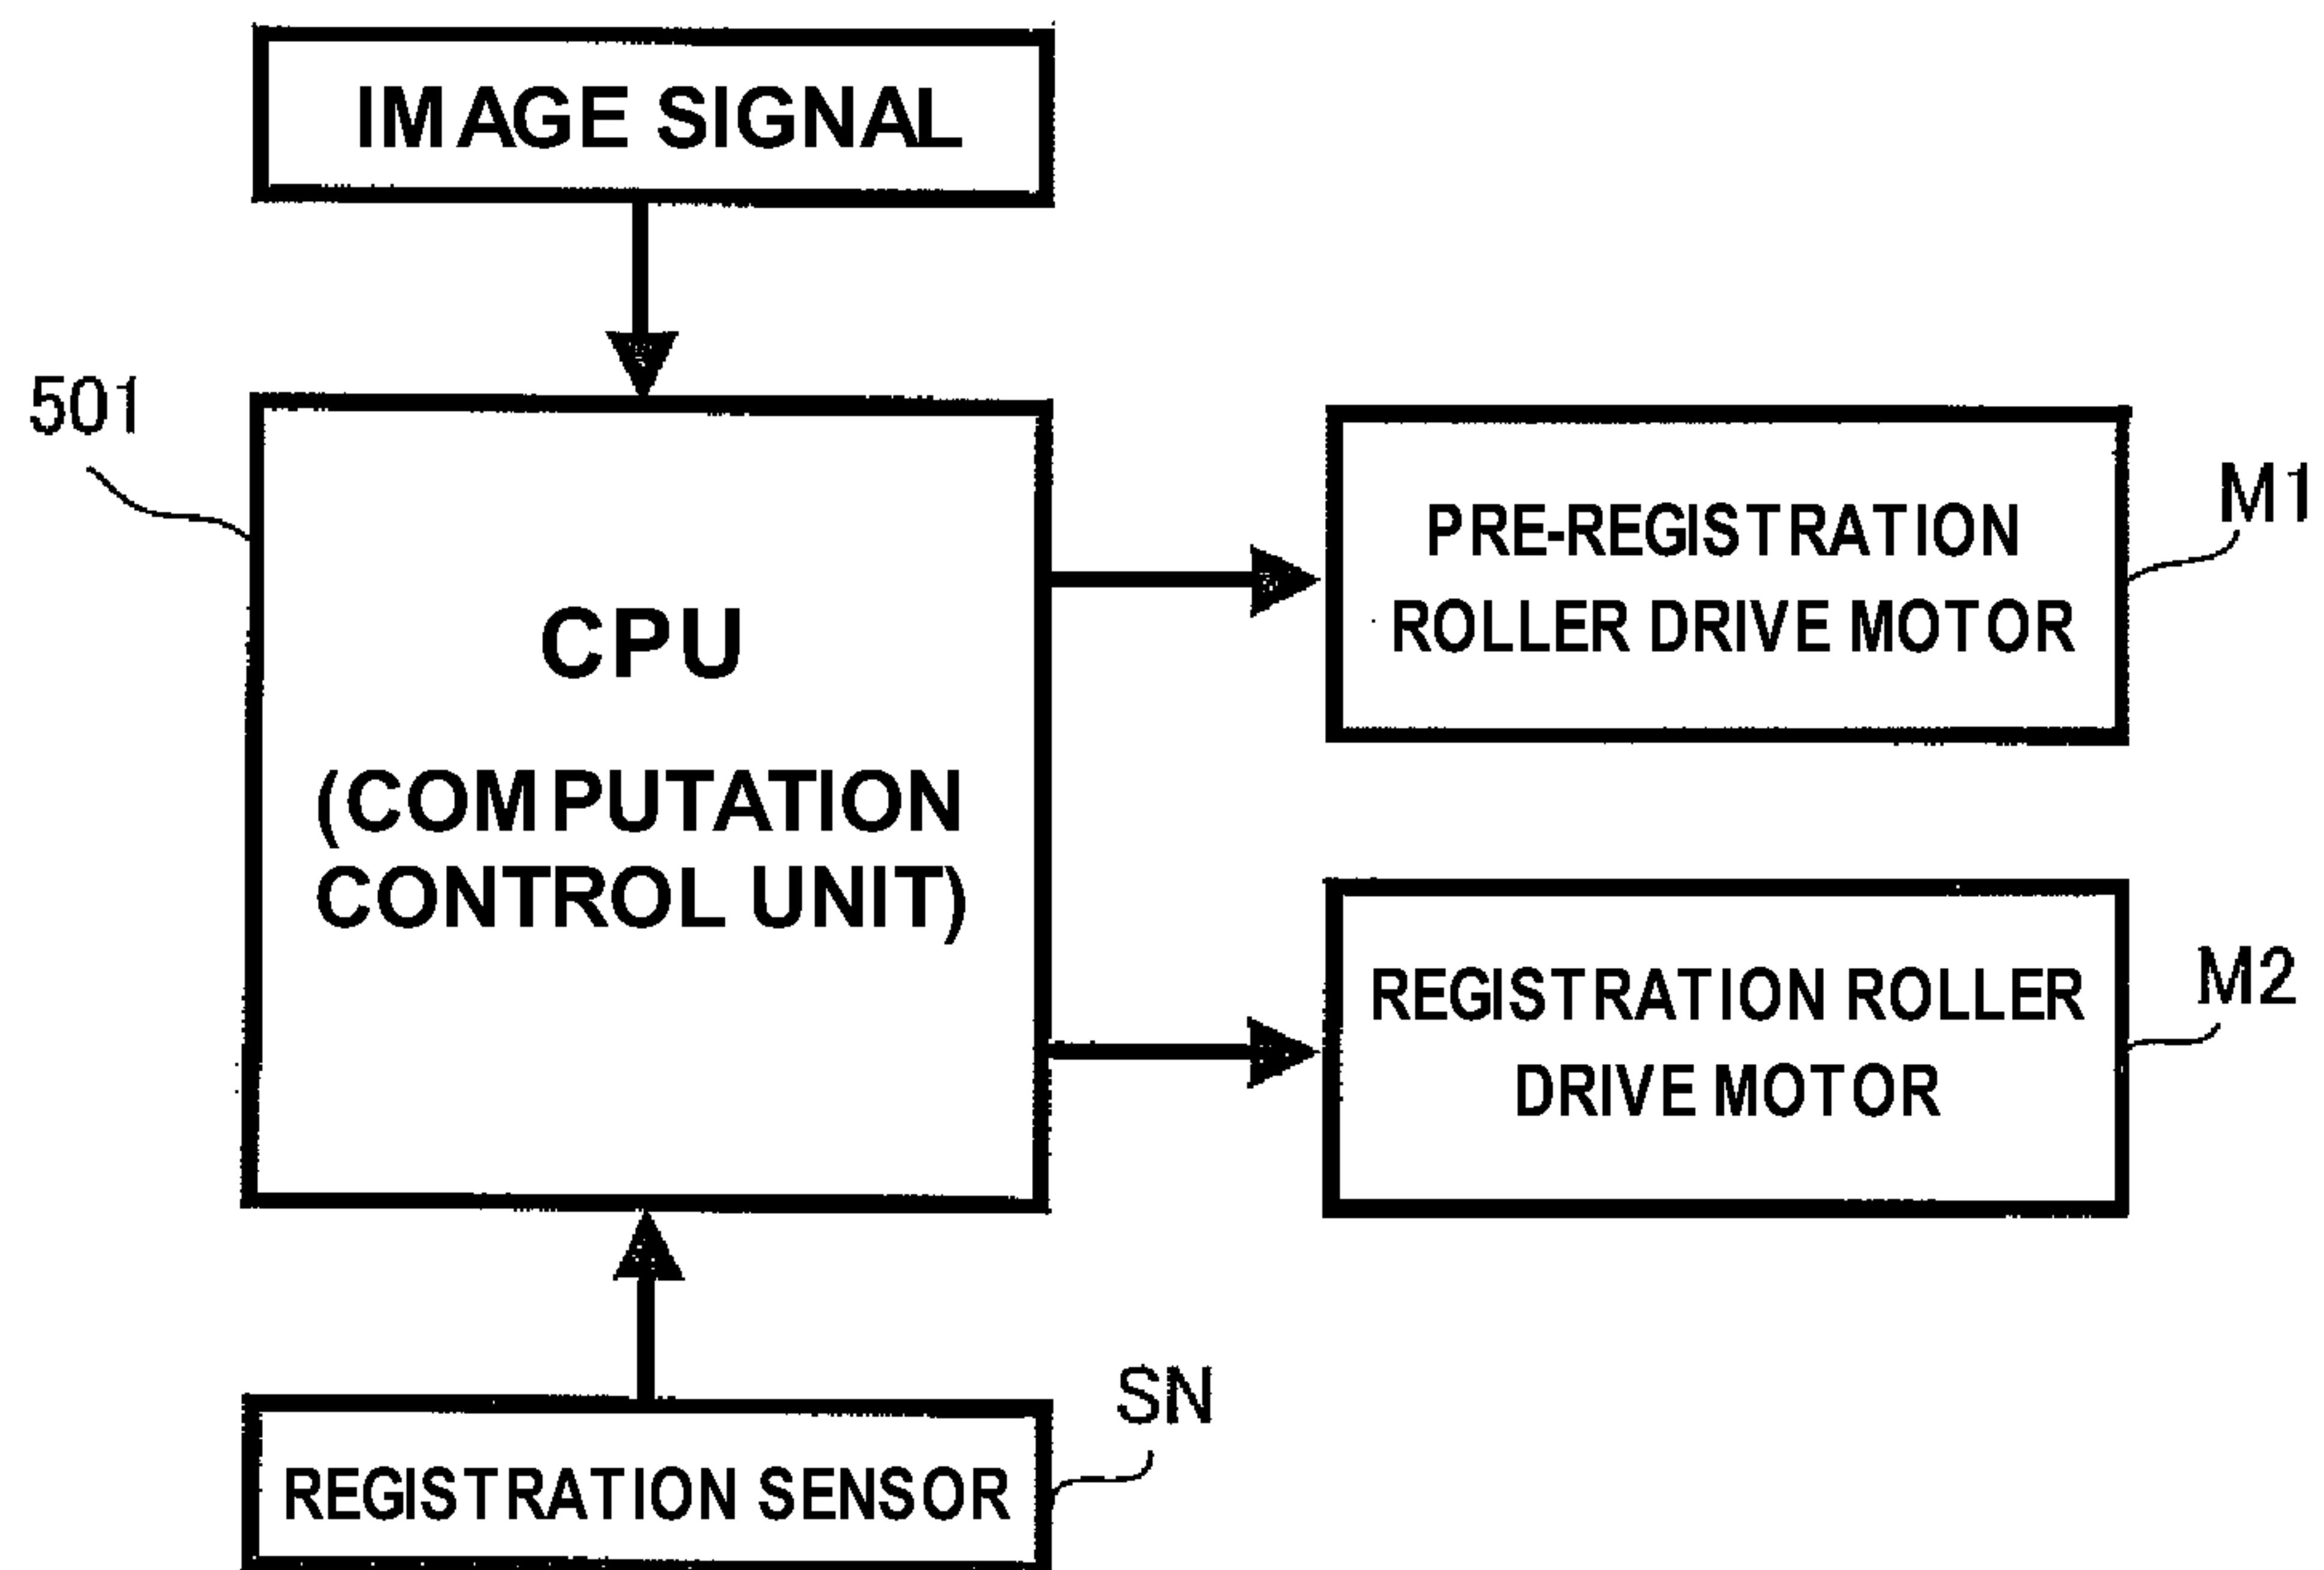 IMAGE SIGNAL
501
CPU
(COMPUTATION
CONTROL UNIT)
PRE-REGISTRATION
ROLLER DRIVE MOTOR
M1
REGISTRATION ROLLER
DRIVE MOTOR
M2
REGISTRATION SENSOR
SN